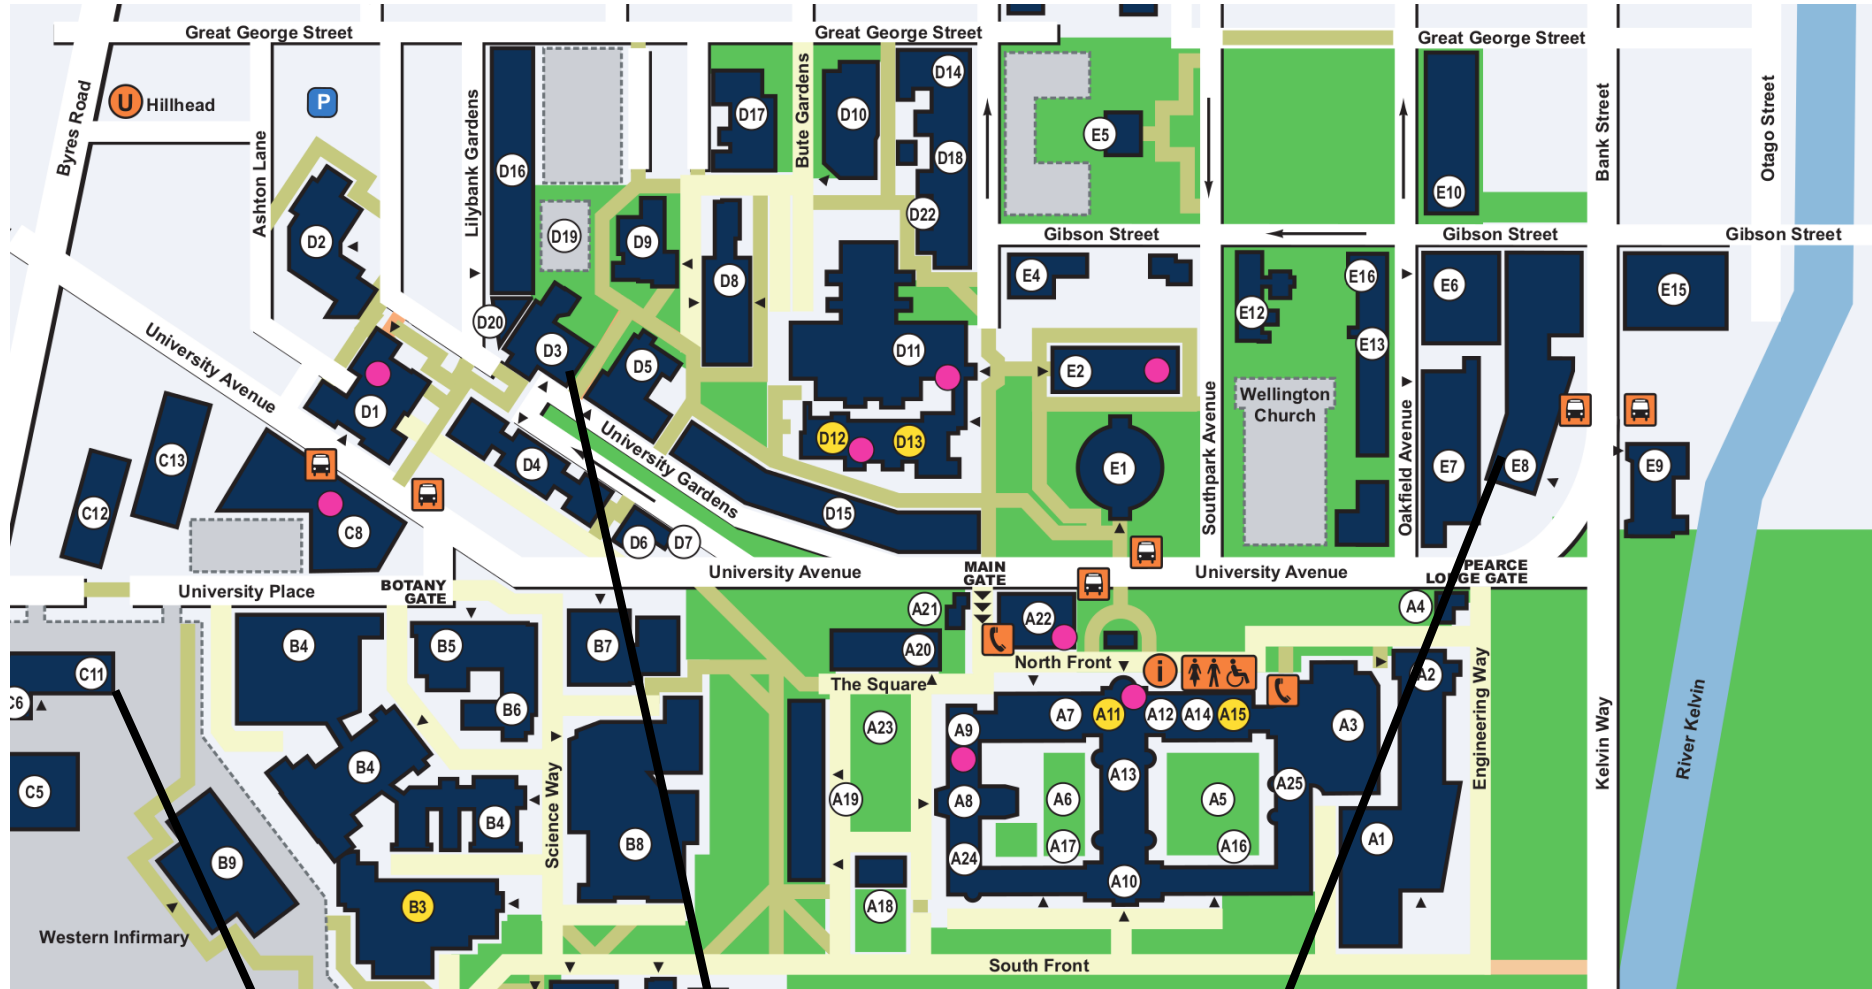 Great George Street
Great George Street
Great George Street
Byres Road
U Hillhead
P
Ashton Lane
Lilybank Gardens
Bute Gardens
Bank Street
Otago Street
D14
D17
D10
E5
D16
D18
E10
D2
D19
D9
D22
Gibson Street
Gibson Street
Gibson Street
D8
E4
E16
E6
E15
D20
E12
University Avenue
D3
D5
D11
E2
E13
D1
Wellington
Church
Southpark Avenue
Oakfield Avenue
D12
D13
C13
D4
University Gardens
E1
E7
E8
E9
C12
C8
D15
D6
D7
University Avenue
MAIN
GATE
University Avenue
PEARCE
LODGE GATE
University Place
BOTANY
GATE
A21
A22
A4
B4
B5
B7
A20
North Front
i
C11
C6
The Square
A2
B6
A23
A9
A7
A11
A12
A14
A15
A3
Engineering Way
Kelvin Way
River Kelvin
B4
A13
A25
C5
Science Way
A19
A8
A6
A5
B4
B8
A17
A16
A1
B9
A24
A10
B3
A18
Western Infirmary
South Front